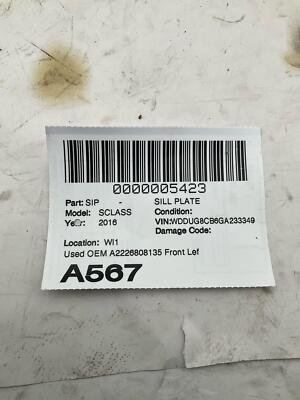 0000005423
Part: SIP - SILL PLATE
Model: SCLASS Condition:
Year: 2016 VIN:WDDUG8CB6GA233349
Damage Code:
Location: WI1
Used OEM A2226808135 Front Lef
A567